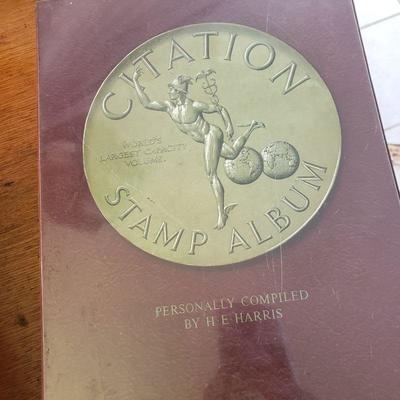 CITATION
WORLD'S
LARGEST CAPACITY
VOLUME.
STAMP ALBUM
PERSONALLY COMPILED
BY H·E·HARRIS